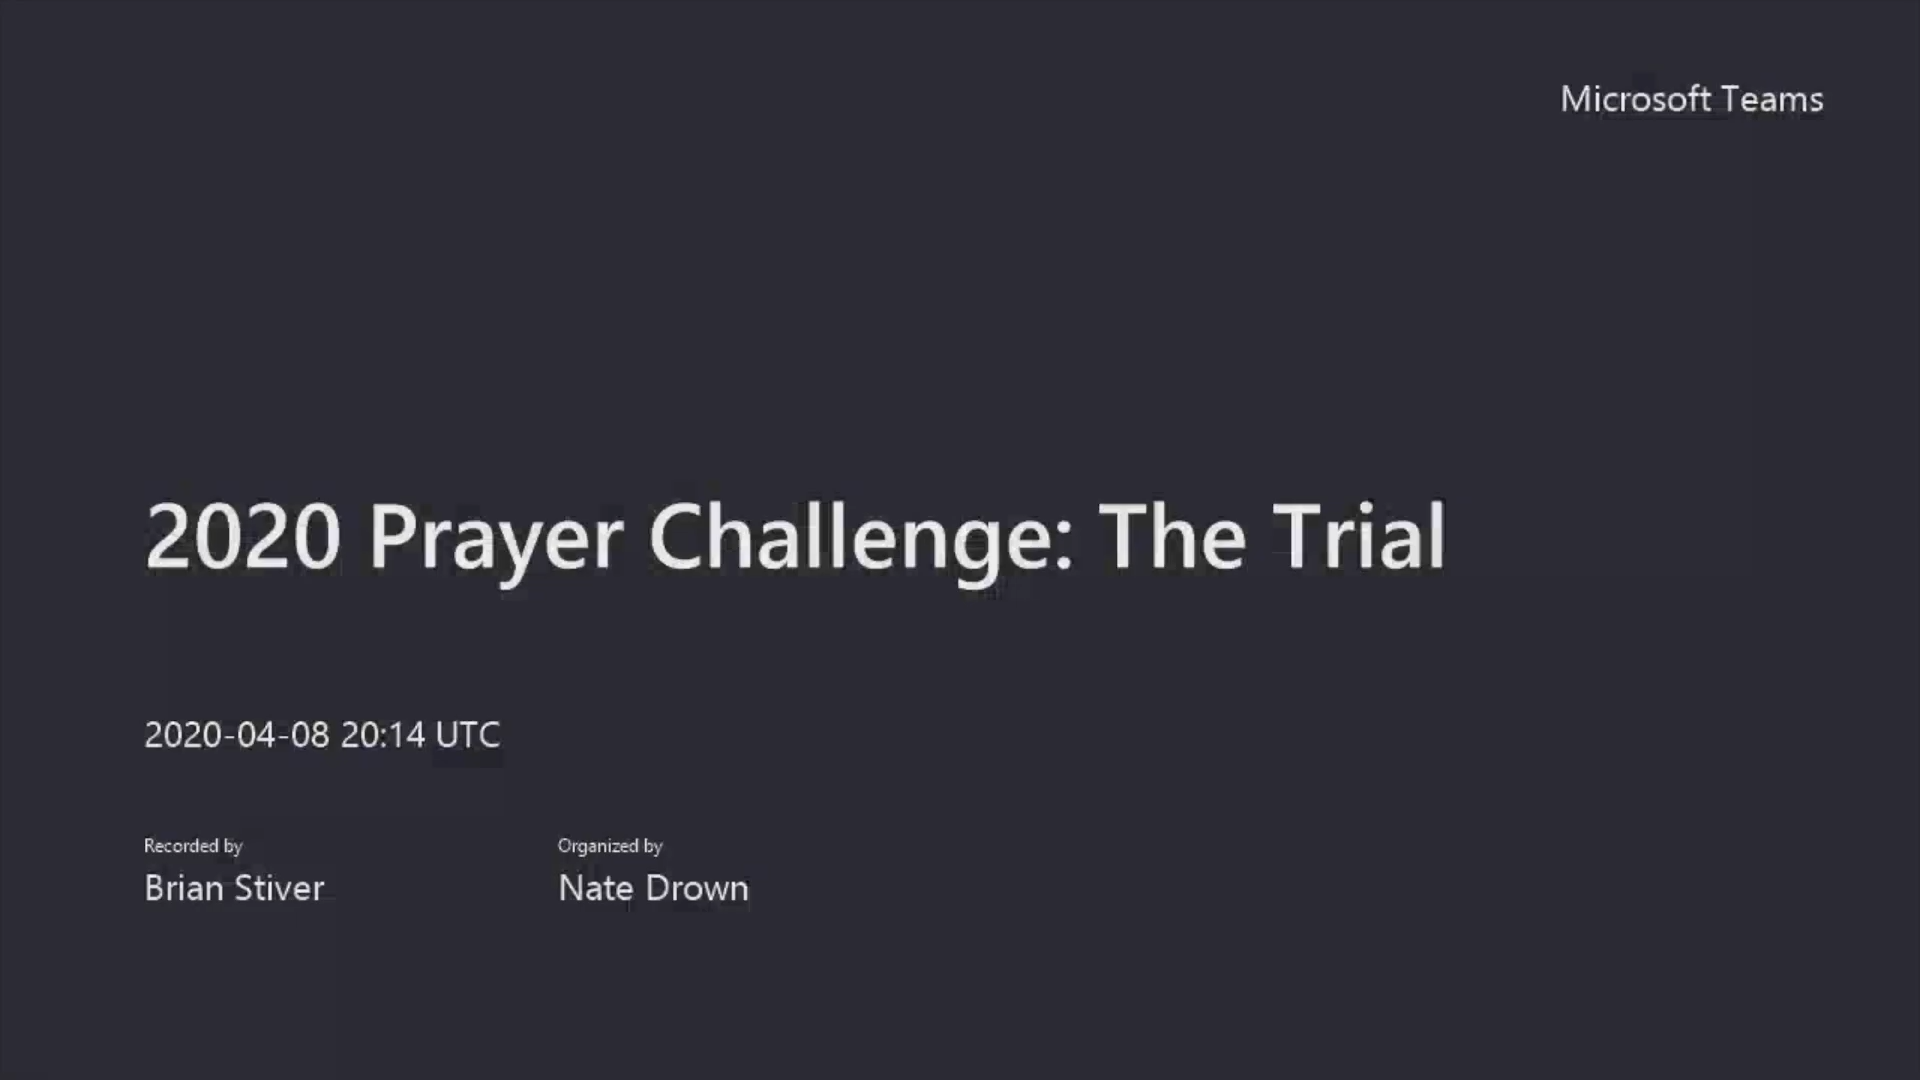 Microsoft Teams
2020 Prayer Challenge: The Trial
2020-04-08 20:14 UTC
Recorded by
Organized by
Brian Stiver
Nate Drown